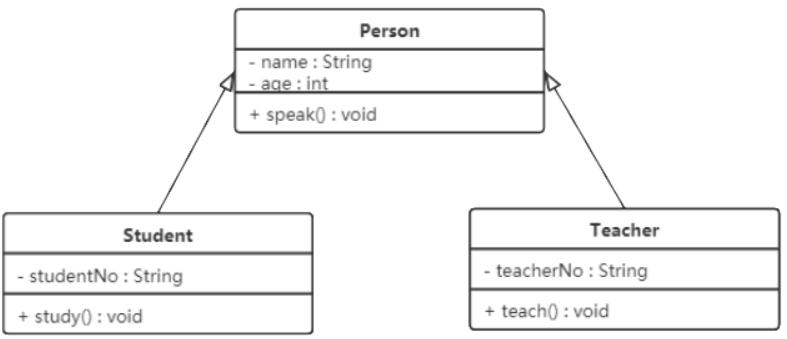 Person
- name : String
- age : int
+ speak() : void
Student
- studentNo : String
+ study() : void
Teacher
- teacherNo : String
+ teach() : void